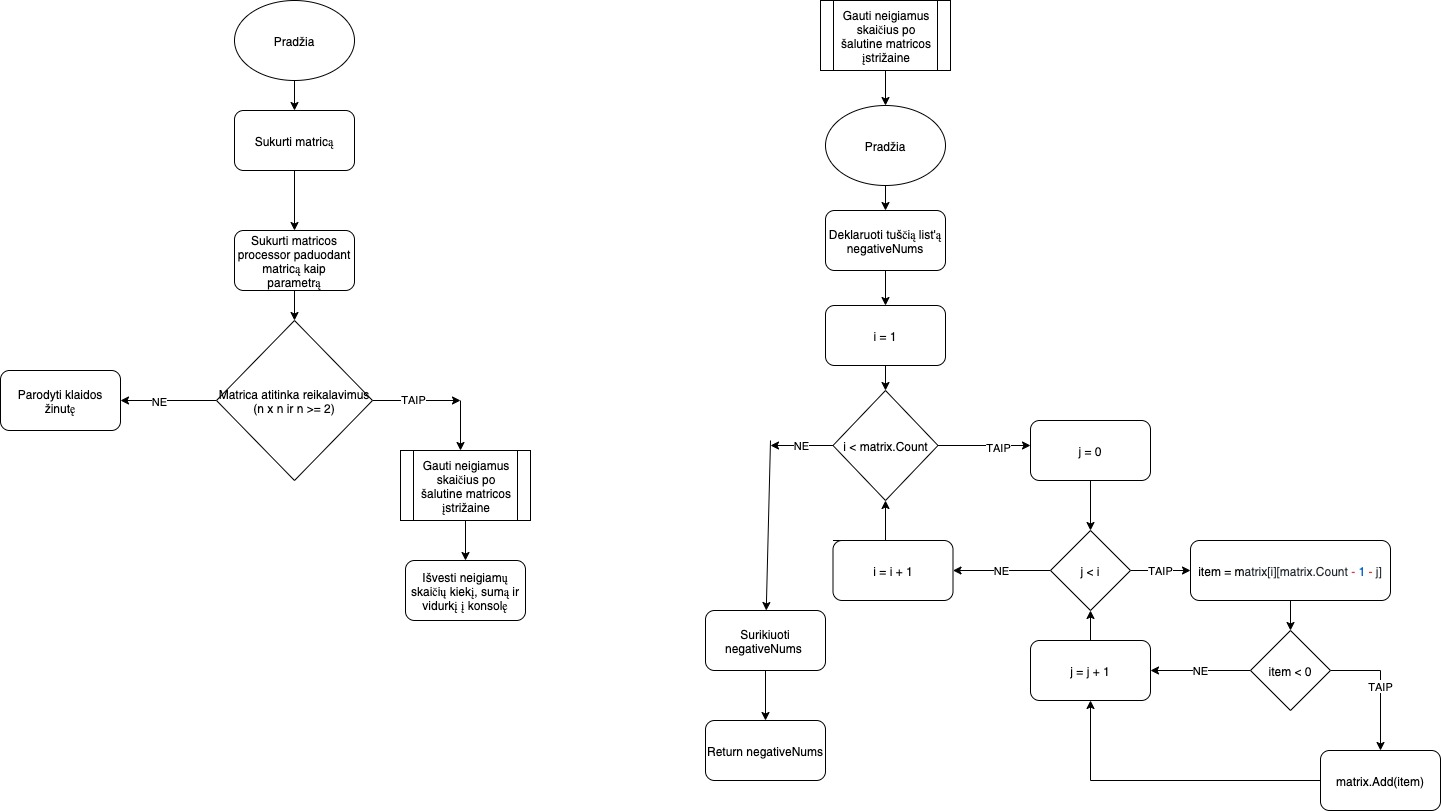 Pradžia
Sukurti matricą
Sukurti matricos
processor paduodant
matricą kaip
parametrą
Matrica atitinka reikalavimus
(n x n ir n >= 2)
NE
Parodyti klaidos
žinutę
TAIP
Gauti neigiamus
skaičius po
šalutine matricos
įstrižaine
Išvesti neigiamų
skaičių kiekį, sumą ir
vidurkį į konsolę
Gauti neigiamus
skaičius po
šalutine matricos
įstrižaine
Pradžia
Deklaruoti tuščią list'ą
negativeNums
i = 1
i < matrix.Count
NE
TAIP
j = 0
j < i
NE
i = i + 1
TAIP
item = matrix[i][matrix.Count - 1 - j]
item < 0
NE
j = j + 1
TAIP
matrix.Add(item)
Surikiuoti
negativeNums
Return negativeNums